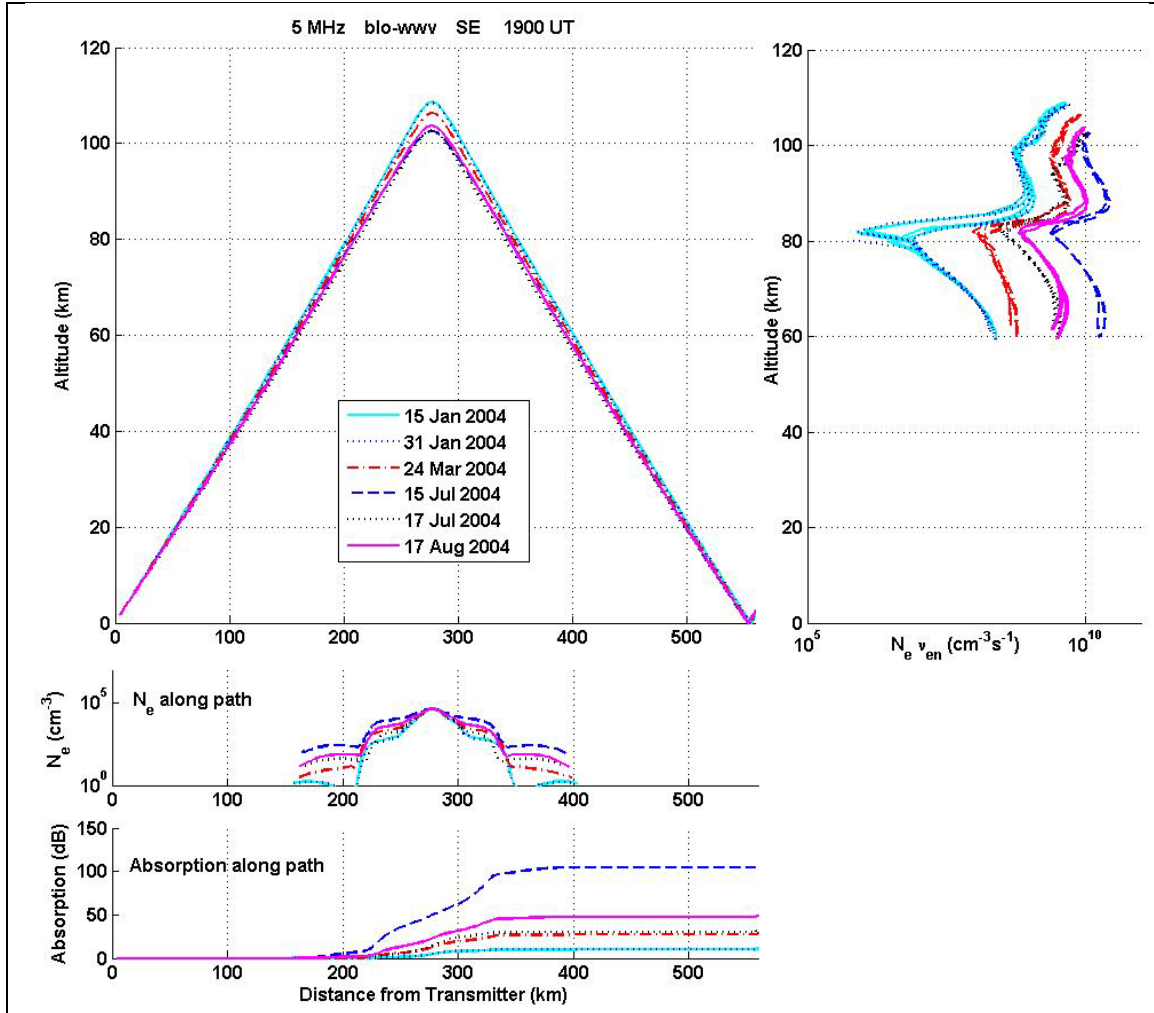 5 MHz blo-wwv SE 1900 UT
120
100
80
60
40
20
0
Altitude (km)
0 100 200 300 400 500
15 Jan 2004
31 Jan 2004
24 Mar 2004
15 Jul 2004
17 Jul 2004
17 Aug 2004
120
100
80
60
40
20
0
Altitude (km)
10^5 10^10
N_e ν_en (cm^-3 s^-1)
N_e along path
N_e (cm^-3)
10^5
10^0
0 100 200 300 400 500
Absorption along path
Absorption (dB)
150
100
50
0
0 100 200 300 400 500
Distance from Transmitter (km)